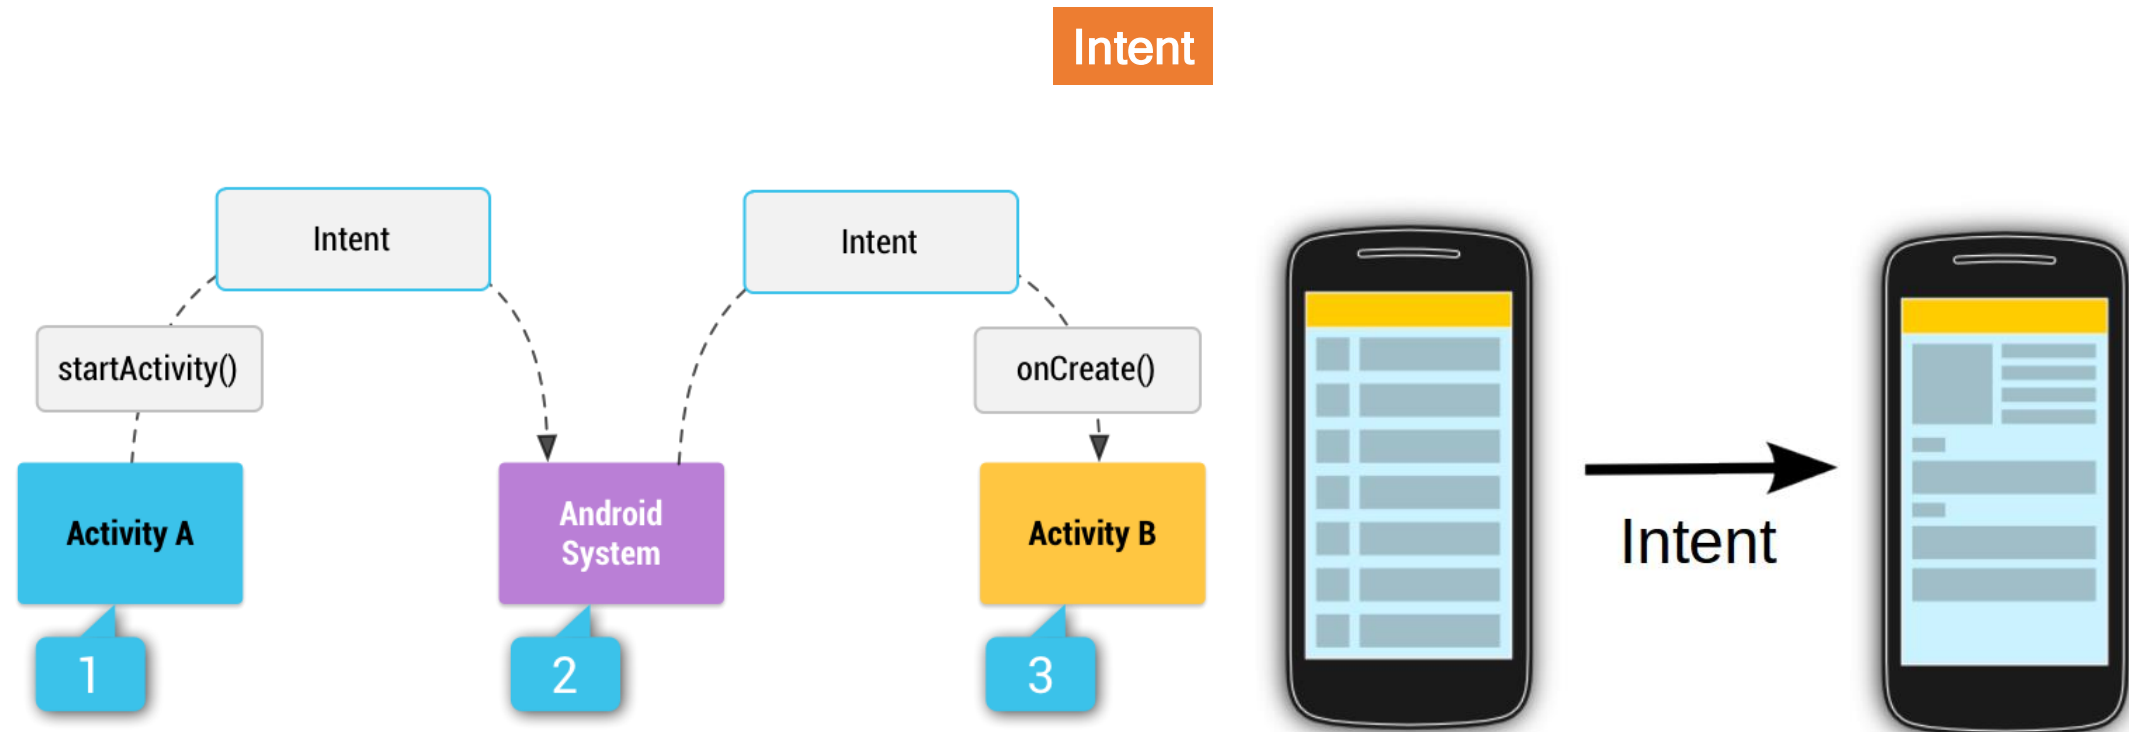 Intent
Intent
Intent
startActivity()
onCreate()
Activity A
Android
System
Activity B
Intent
1
2
3